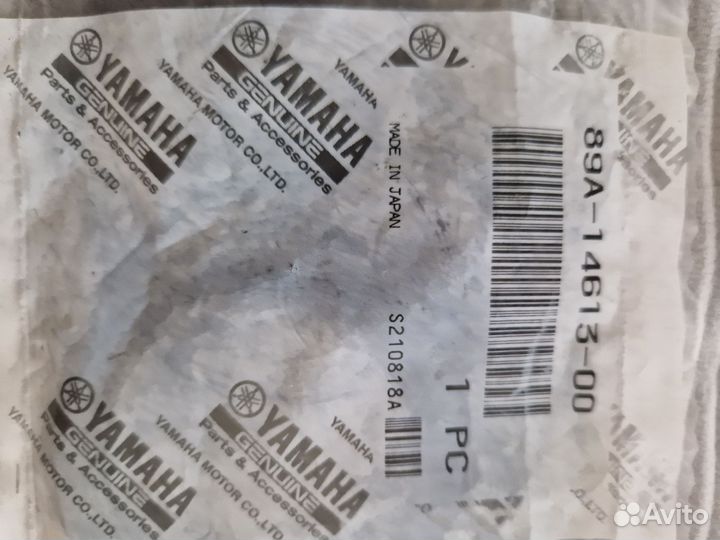 YAMAHA
GENUINE
Parts & Accessories
YAMAHA MOTOR CO.,LTD.
YAMAHA
GENUINE
Parts & Accessories
YAMAHA MOTOR CO.,LTD.
YAMAHA
YAMAHA
89A-14613-00
1 PC
MADE IN JAPAN
S210818A
YAMAHA
GENUINE
Parts & Accessories
YAMAHA MOTOR CO.,LTD.
YAMAHA
GENUINE
Parts & Accessories
YAMAHA MOTOR CO.,LTD.
YAMAHA
Avito